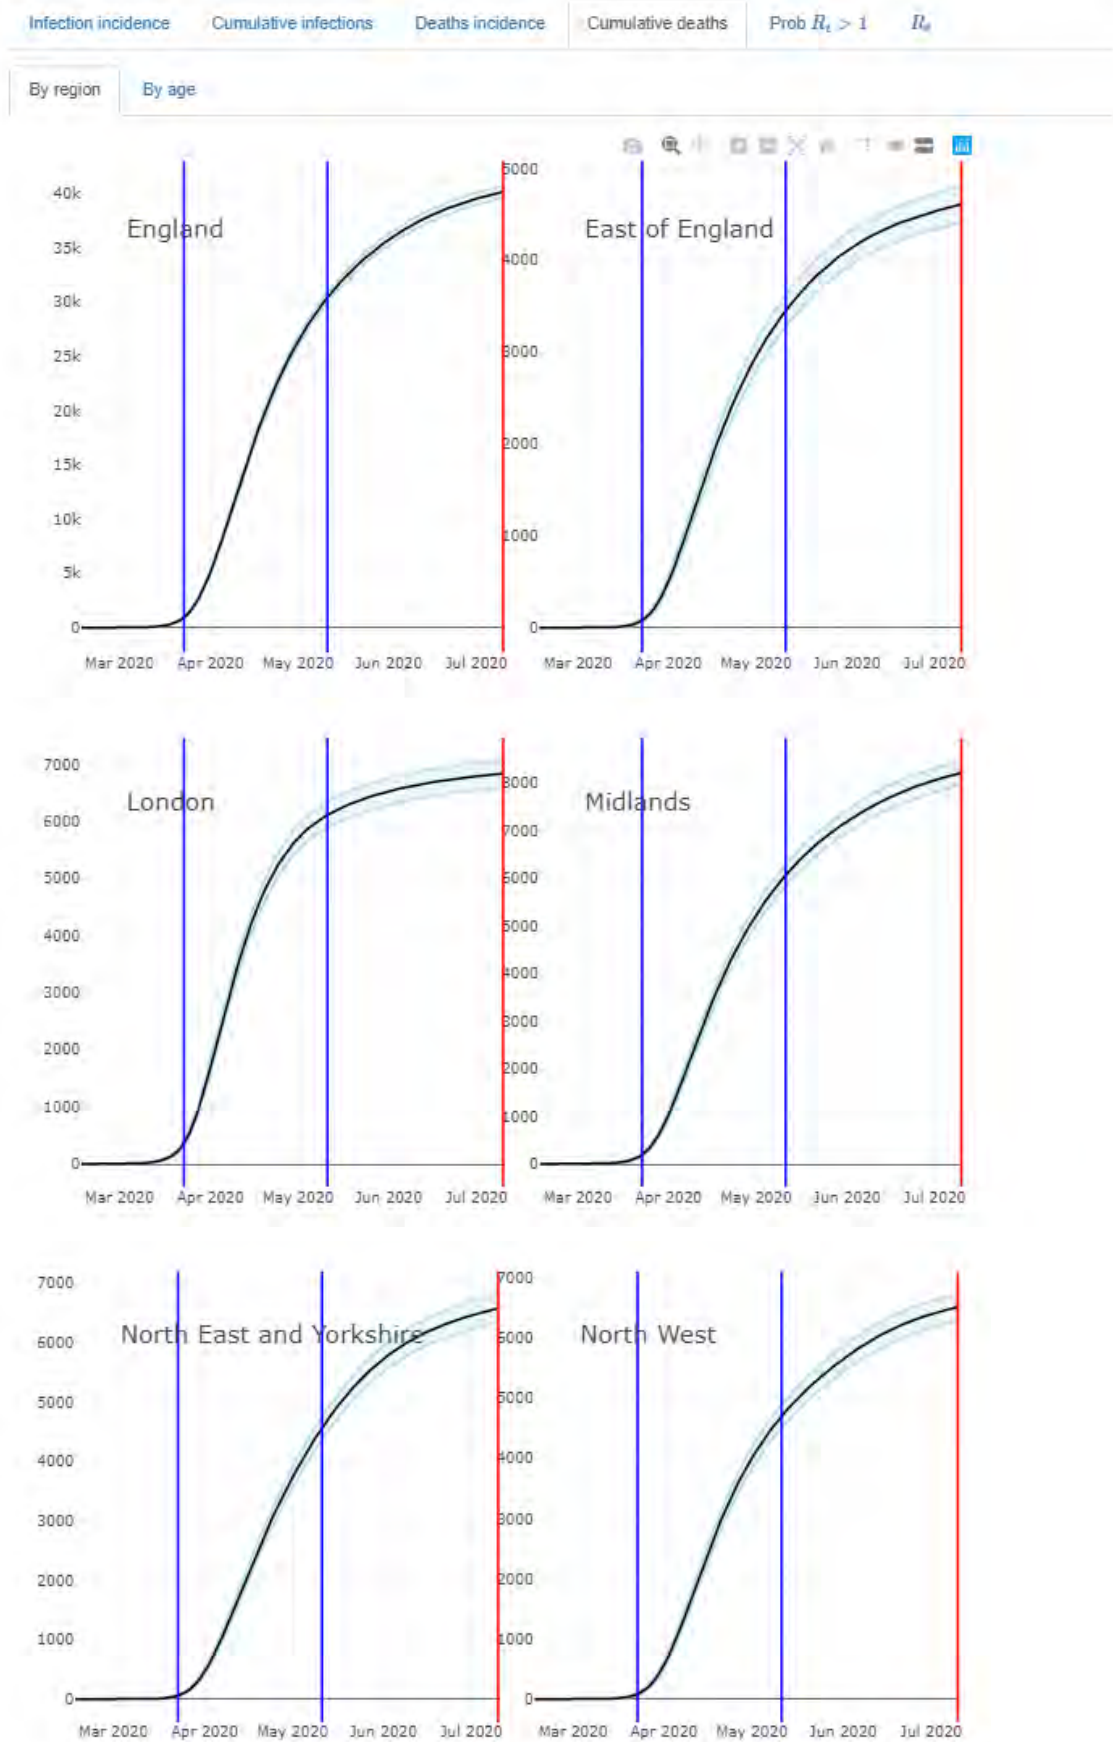 Infection incidence Cumulative infections Deaths incidence Cumulative deaths Prob R_t > 1 R_e
By region By age
England
40k
35k
30k
25k
20k
15k
10k
5k
0
Mar 2020 Apr 2020 May 2020 Jun 2020 Jul 2020
East of England
5000
4000
3000
2000
1000
0
Mar 2020 Apr 2020 May 2020 Jun 2020 Jul 2020
London
7000
6000
5000
4000
3000
2000
1000
0
Mar 2020 Apr 2020 May 2020 Jun 2020 Jul 2020
Midlands
8000
7000
6000
5000
4000
3000
2000
1000
0
Mar 2020 Apr 2020 May 2020 Jun 2020 Jul 2020
North East and Yorkshire
7000
6000
5000
4000
3000
2000
1000
0
Mar 2020 Apr 2020 May 2020 Jun 2020 Jul 2020
North West
7000
6000
5000
4000
3000
2000
1000
0
Mar 2020 Apr 2020 May 2020 Jun 2020 Jul 2020